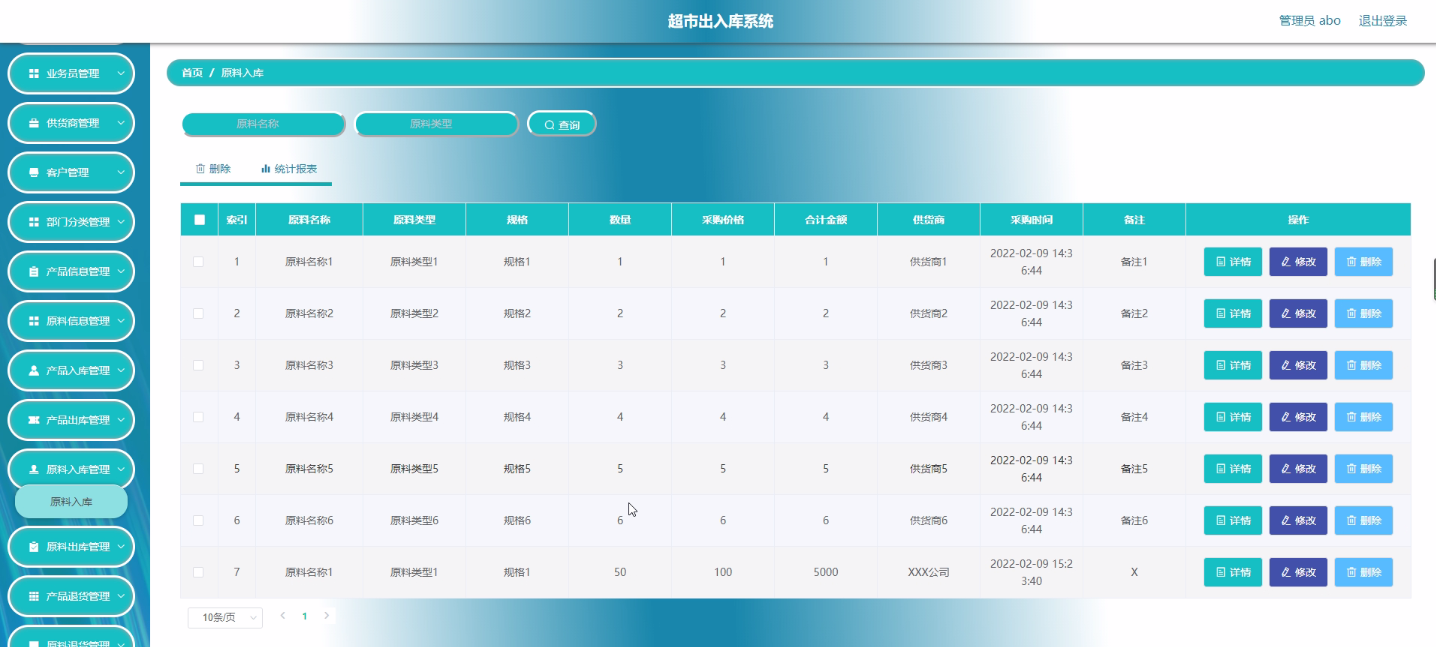 超市出入库系统
管理员 abo 退出登录
业务员管理
供货商管理
客户管理
部门分类管理
产品信息管理
原料信息管理
产品入库管理
产品出库管理
原料入库管理
原料入库
原料出库管理
产品退货管理
原料退货管理
首页 / 原料入库
原料名称 原料类型 查询
删除 统计报表
索引 原料名称 原料类型 规格 数量 采购价格 合计金额 供货商 采购时间 备注 操作
1 原料名称1 原料类型1 规格1 1 1 1 供货商1 2022-02-09 14:3 备注1 详情 修改 删除
6:44
2 原料名称2 原料类型2 规格2 2 2 2 供货商2 2022-02-09 14:3 备注2 详情 修改 删除
6:44
3 原料名称3 原料类型3 规格3 3 3 3 供货商3 2022-02-09 14:3 备注3 详情 修改 删除
6:44
4 原料名称4 原料类型4 规格4 4 4 4 供货商4 2022-02-09 14:3 备注4 详情 修改 删除
6:44
5 原料名称5 原料类型5 规格5 5 5 5 供货商5 2022-02-09 14:3 备注5 详情 修改 删除
6:44
6 原料名称6 原料类型6 规格6 6 6 6 供货商6 2022-02-09 14:3 备注6 详情 修改 删除
6:44
7 原料名称1 原料类型1 规格1 50 100 5000 XXX公司 2022-02-09 15:2 X 详情 修改 删除
3:40
10条/页 1